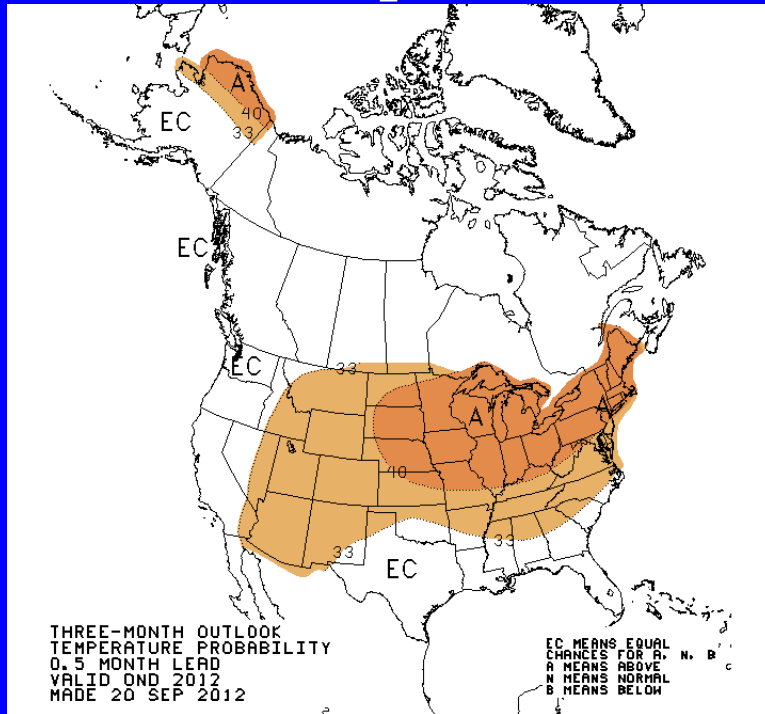 A
40
EC
33
EC
EC
33
A
A
40
33
33
EC
THREE-MONTH OUTLOOK
TEMPERATURE PROBABILITY
0.5 MONTH LEAD
VALID OND 2012
MADE 20 SEP 2012
EC MEANS EQUAL
CHANCES FOR A, N, B
A MEANS ABOVE
N MEANS NORMAL
B MEANS BELOW